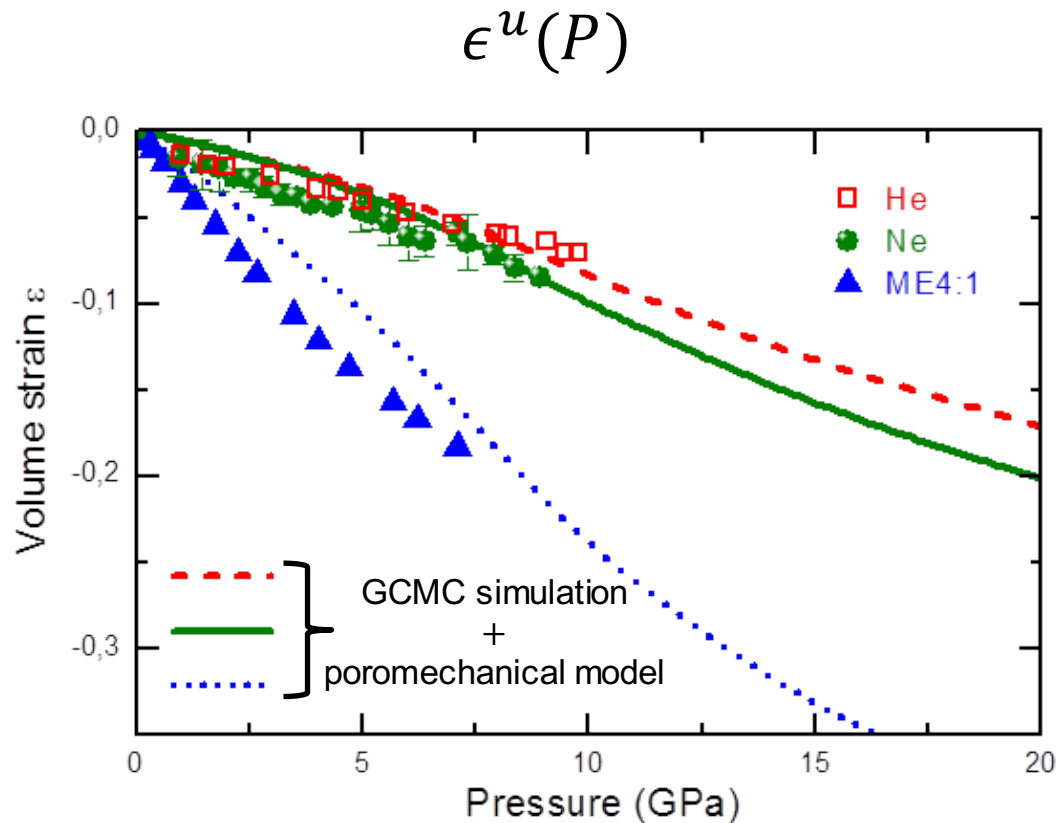 ϵᵘ(P)
0,0
-0,1
-0,2
-0,3
Volume strain ε
He
Ne
ME4:1
GCMC simulation
+
poromechanical model
0 5 10 15 20
Pressure (GPa)